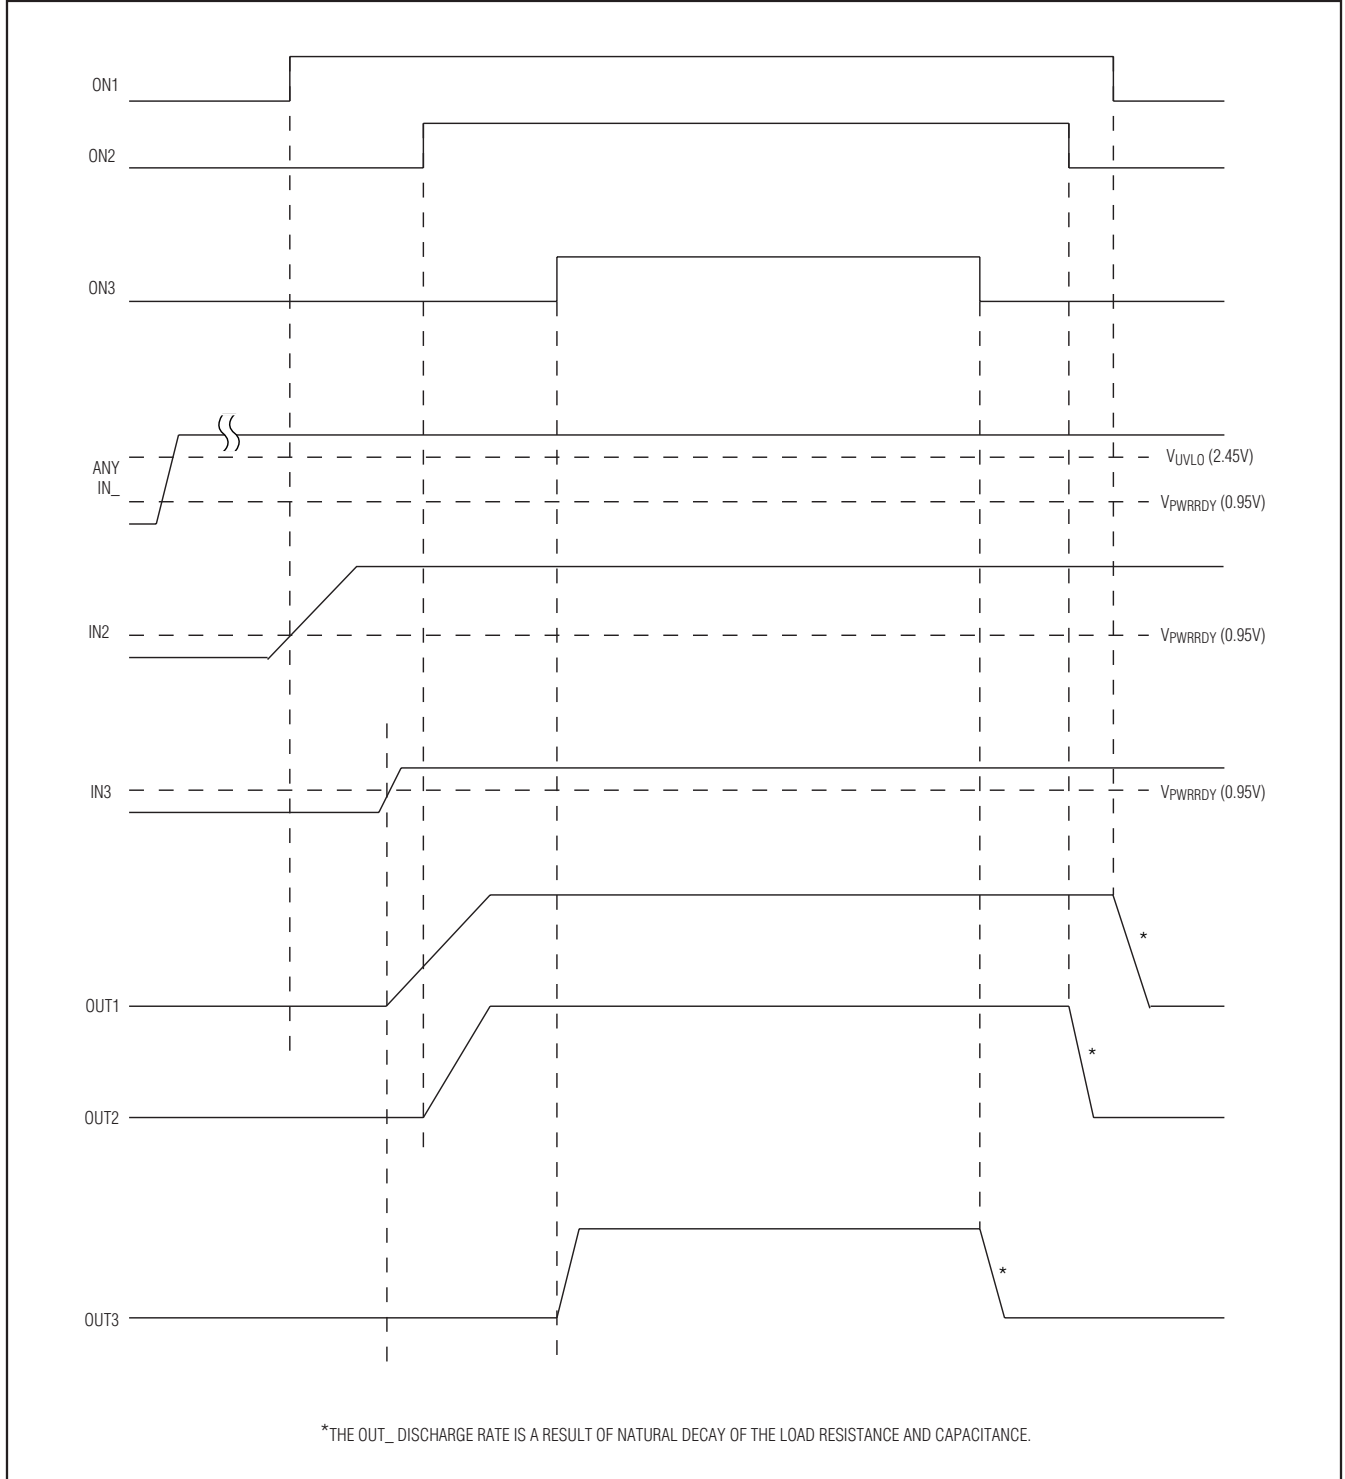 ON1
ON2
ON3
ANY
IN_
VUVLO (2.45V)
VPWRRDY (0.95V)
IN2
VPWRRDY (0.95V)
IN3
VPWRRDY (0.95V)
*
OUT1
*
OUT2
*
OUT3
*THE OUT_ DISCHARGE RATE IS A RESULT OF NATURAL DECAY OF THE LOAD RESISTANCE AND CAPACITANCE.